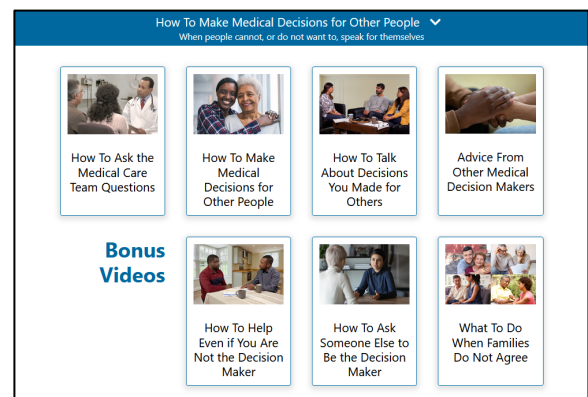 How To Make Medical Decisions for Other People
When people cannot, or do not want to, speak for themselves
How To Ask the
Medical Care
Team Questions
How To Make
Medical
Decisions for
Other People
How To Talk
About Decisions
You Made for
Others
Advice From
Other Medical
Decision Makers
Bonus
Videos
How To Help
Even if You Are
Not the Decision
Maker
How To Ask
Someone Else to
Be the Decision
Maker
What To Do
When Families
Do Not Agree